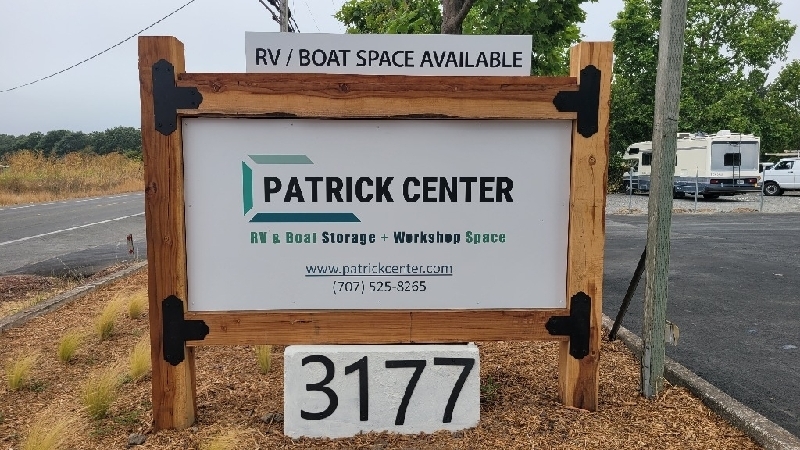 RV / BOAT SPACE AVAILABLE
PATRICK CENTER
RV & Boat Storage + Workshop Space
www.patrickcenter.com
(707) 525-8265
3177